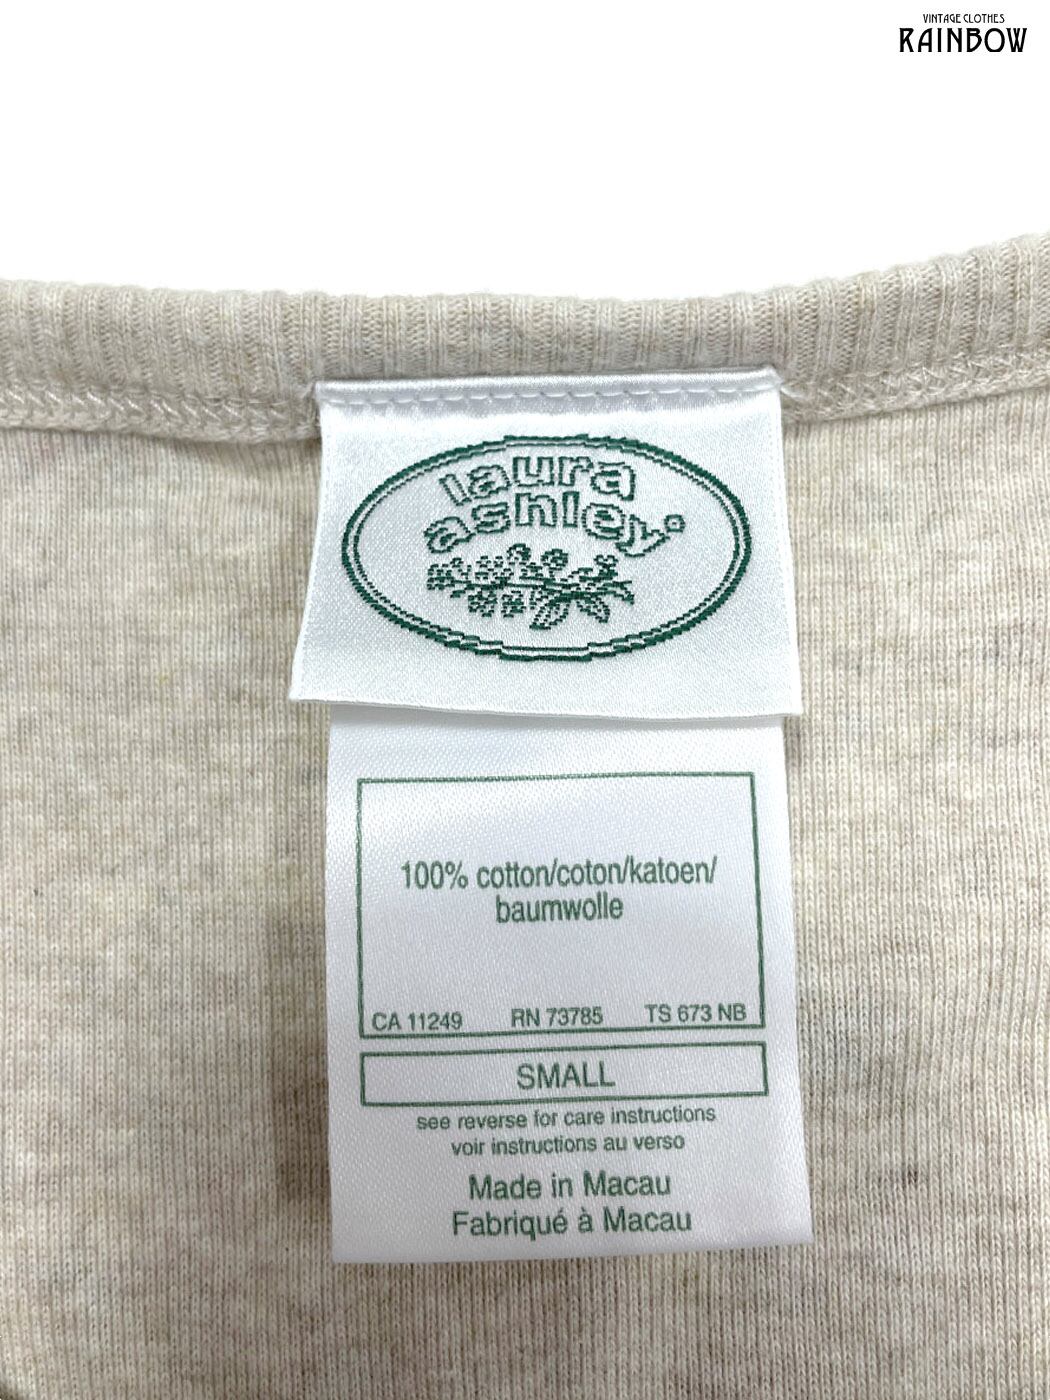 VINTAGE CLOTHES
RAINBOW
laura
ashley®
100% cotton/coton/katoen/
baumwolle
CA 11249 RN 73785 TS 673 NB
SMALL
see reverse for care instructions
voir instructions au verso
Made in Macau
Fabriqué à Macau